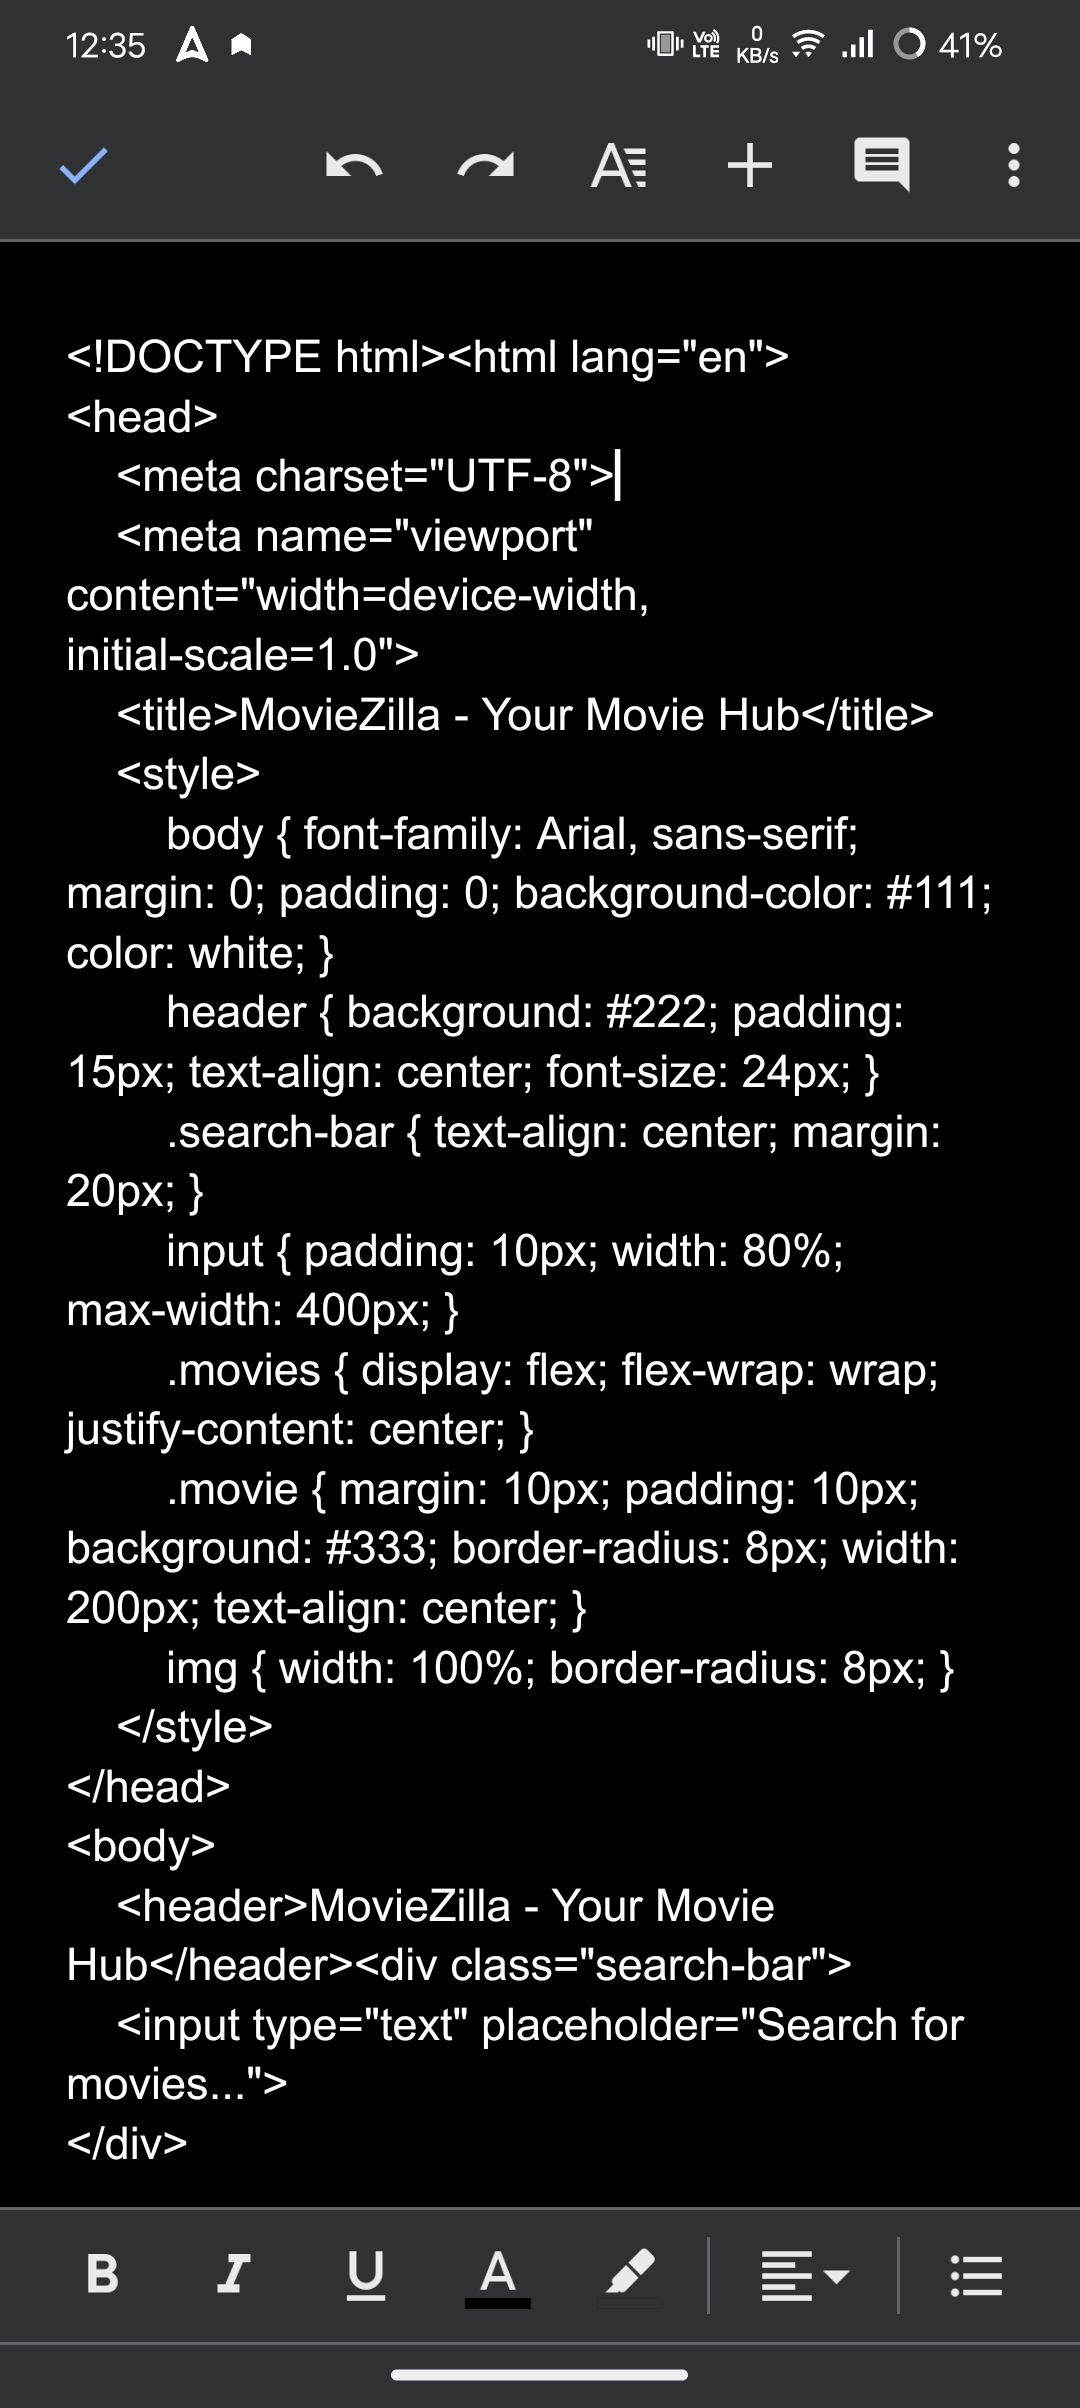 12:35
Vo)) LTE
0 KB/s
41%
<!DOCTYPE html><html lang="en">
<head>
<meta charset="UTF-8">
<meta name="viewport"
content="width=device-width,
initial-scale=1.0">
<title>MovieZilla - Your Movie Hub</title>
<style>
body { font-family: Arial, sans-serif;
margin: 0; padding: 0; background-color: #111;
color: white; }
header { background: #222; padding:
15px; text-align: center; font-size: 24px; }
.search-bar { text-align: center; margin:
20px; }
input { padding: 10px; width: 80%;
max-width: 400px; }
.movies { display: flex; flex-wrap: wrap;
justify-content: center; }
.movie { margin: 10px; padding: 10px;
background: #333; border-radius: 8px; width:
200px; text-align: center; }
img { width: 100%; border-radius: 8px; }
</style>
</head>
<body>
<header>MovieZilla - Your Movie
Hub</header><div class="search-bar">
<input type="text" placeholder="Search for
movies...">
</div>
B I U A